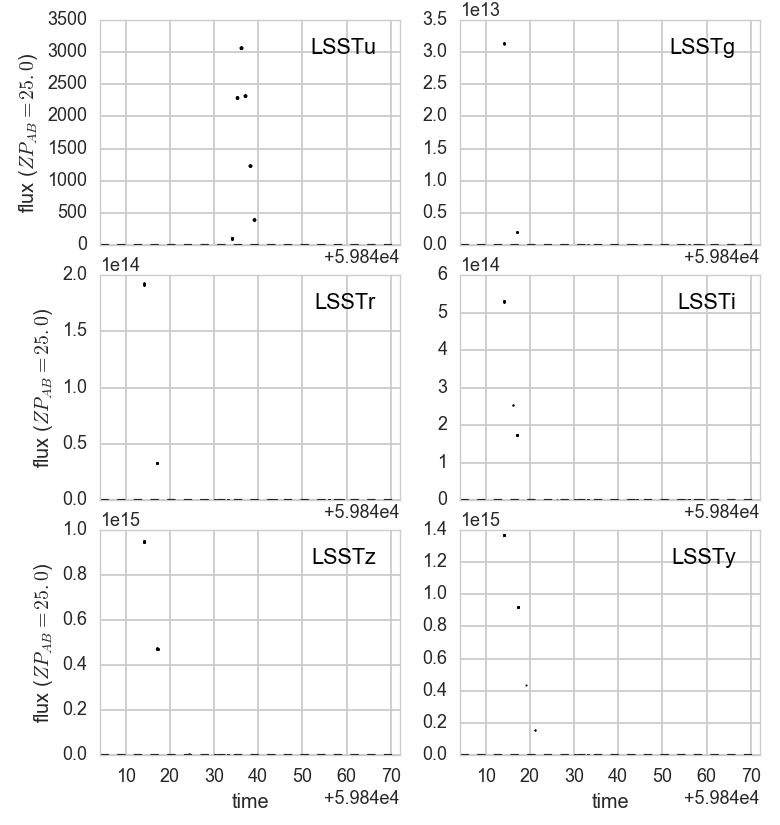 1e13
3500
3000
2500
2000
1500
1000
500
0
flux (ZP_AB = 25.0)
LSSTu
+5.984e4
3.5
3.0
2.5
2.0
1.5
1.0
0.5
0.0
LSSTg
+5.984e4
1e14
2.0
1.5
1.0
0.5
0.0
flux (ZP_AB = 25.0)
LSSTr
+5.984e4
1e14
6
5
4
3
2
1
0
LSSTi
+5.984e4
1e15
1.0
0.8
0.6
0.4
0.2
0.0
flux (ZP_AB = 25.0)
LSSTz
10 20 30 40 50 60 70
time
+5.984e4
1e15
1.4
1.2
1.0
0.8
0.6
0.4
0.2
0.0
LSSTy
10 20 30 40 50 60 70
time
+5.984e4